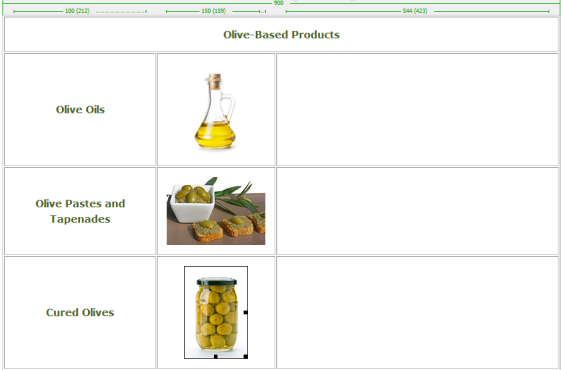 900
100 (212)
150 (159)
544 (423)
Olive-Based Products
Olive Oils
Olive Pastes and
Tapenades
Cured Olives